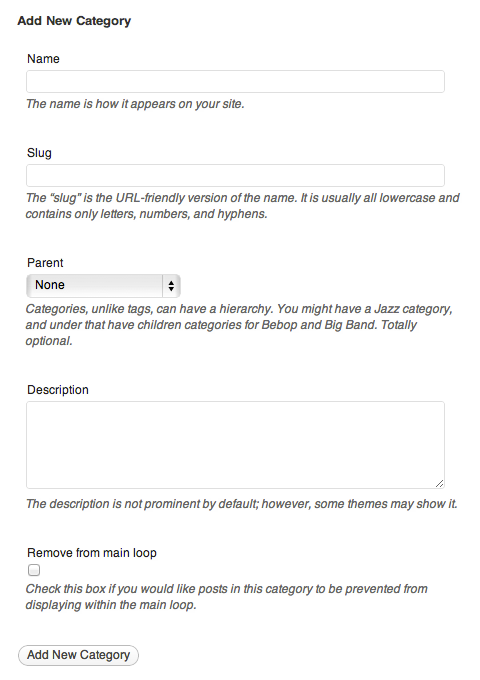 Add New Category
Name
The name is how it appears on your site.
Slug
The “slug” is the URL-friendly version of the name. It is usually all lowercase and
contains only letters, numbers, and hyphens.
Parent
None
Categories, unlike tags, can have a hierarchy. You might have a Jazz category,
and under that have children categories for Bebop and Big Band. Totally
optional.
Description
The description is not prominent by default; however, some themes may show it.
Remove from main loop
Check this box if you would like posts in this category to be prevented from
displaying within the main loop.
Add New Category